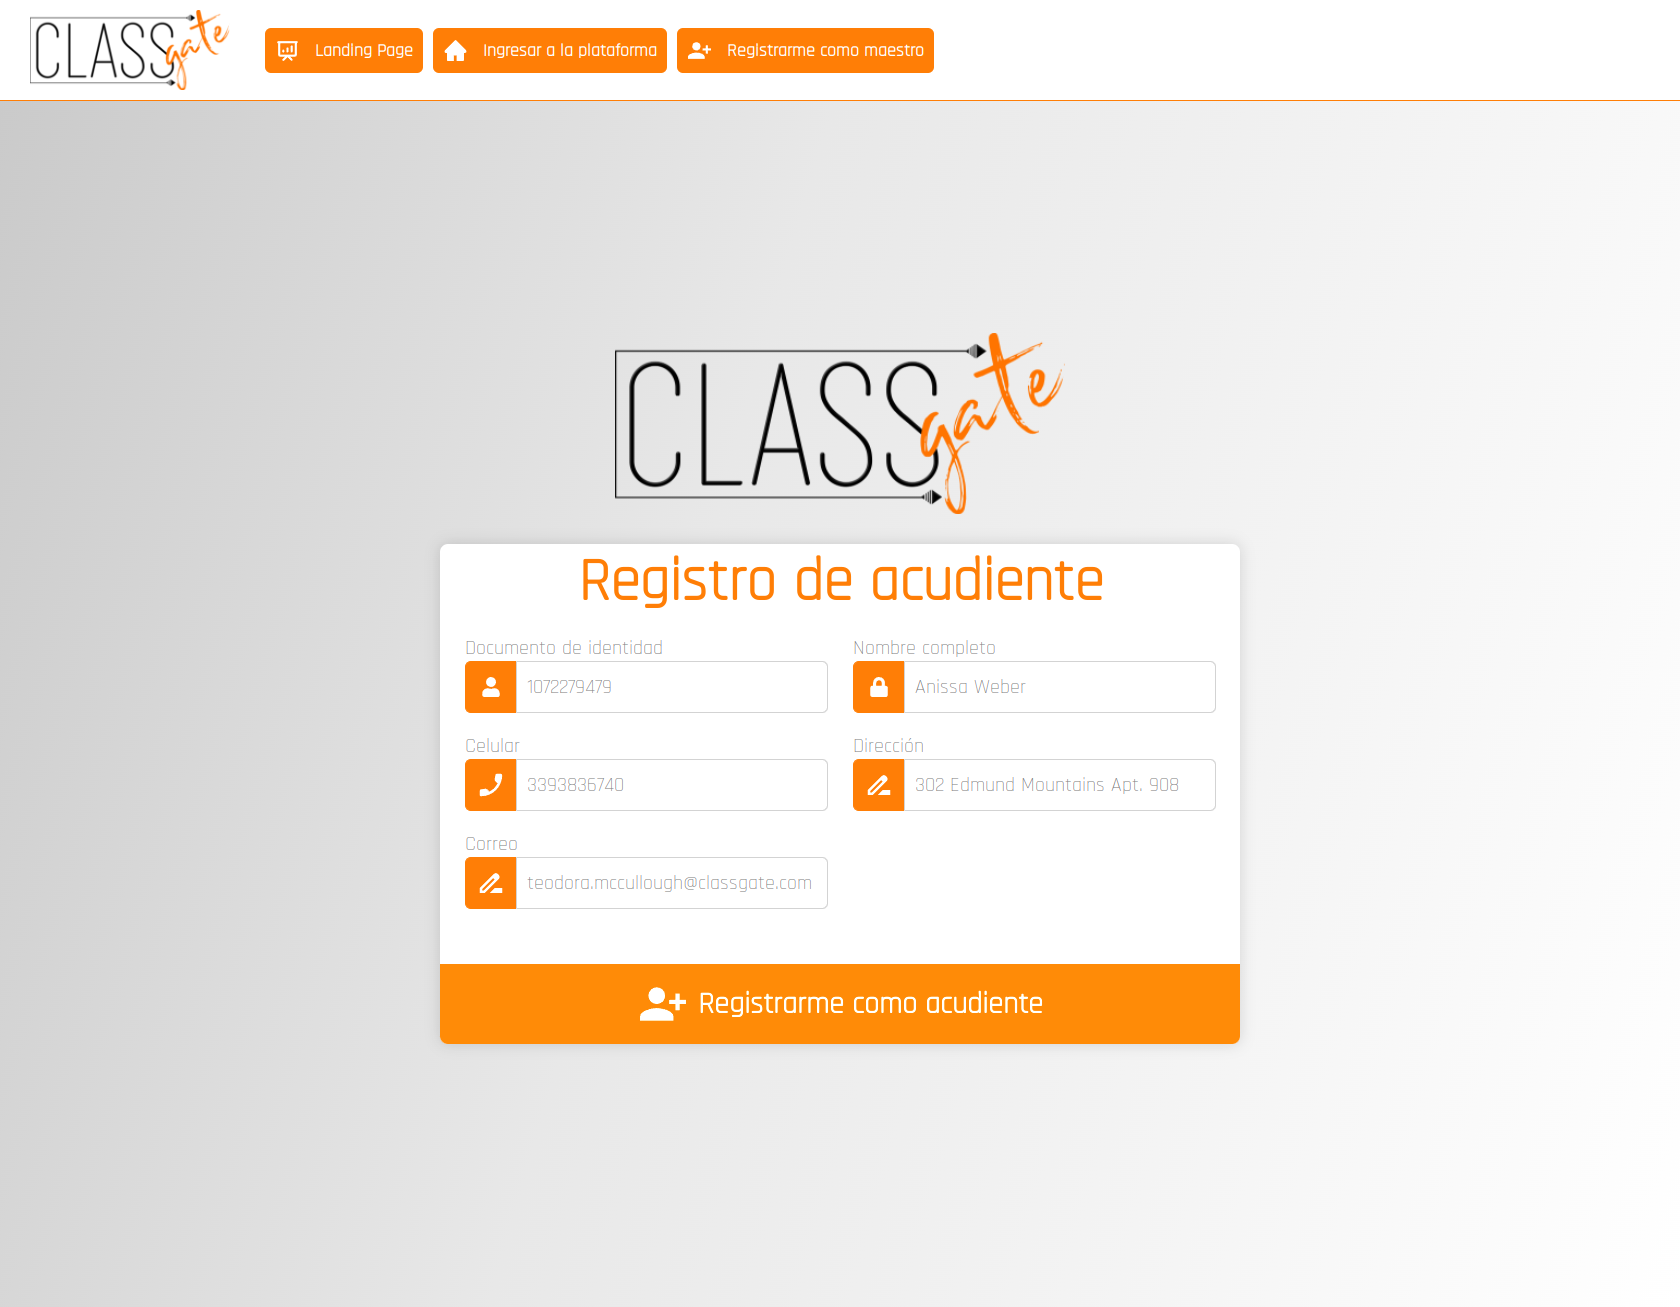 CLASSgate
Landing Page
Ingresar a la plataforma
Registrarme como maestro
CLASSgate
Registro de acudiente
Documento de identidad
Nombre completo
1072279479
Anissa Weber
Celular
Dirección
3393836740
302 Edmund Mountains Apt. 908
Correo
teodora.mccullough@classgate.com
Registrarme como acudiente